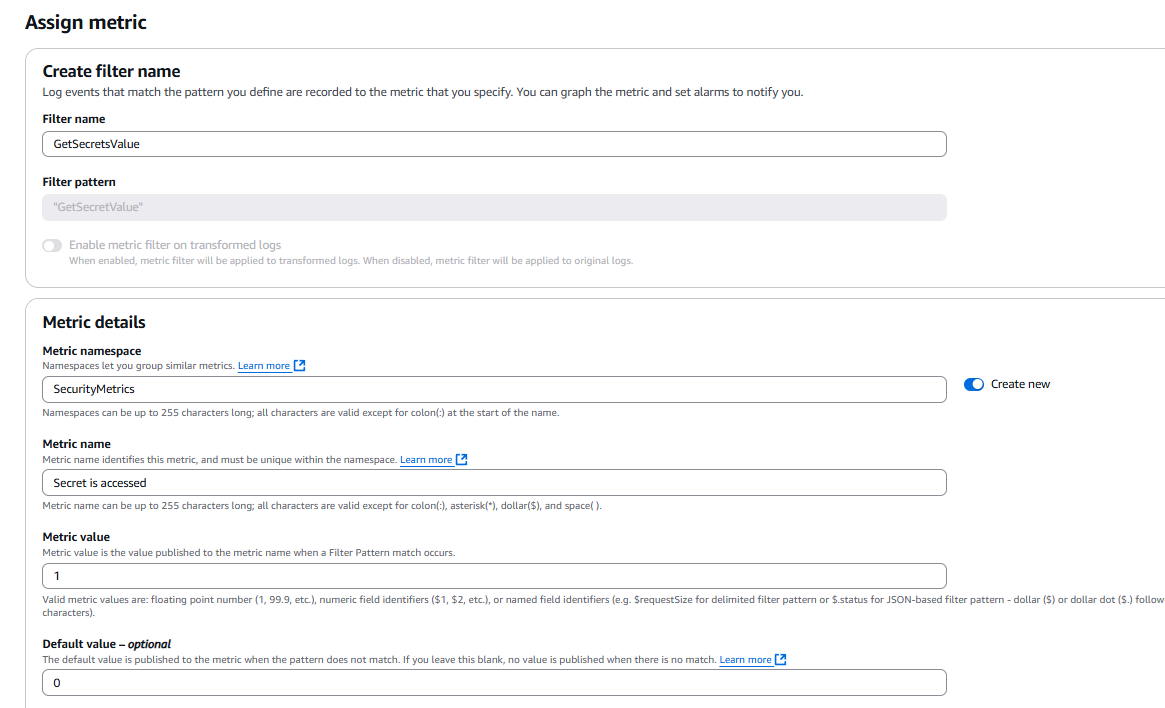 Assign metric
Create filter name
Log events that match the pattern you define are recorded to the metric that you specify. You can graph the metric and set alarms to notify you.
Filter name
GetSecretsValue
Filter pattern
"GetSecretValue"
Enable metric filter on transformed logs
When enabled, metric filter will be applied to transformed logs. When disabled, metric filter will be applied to original logs.
Metric details
Metric namespace
Namespaces let you group similar metrics. Learn more
SecurityMetrics
Create new
Namespaces can be up to 255 characters long; all characters are valid except for colon(:) at the start of the name.
Metric name
Metric name identifies this metric, and must be unique within the namespace. Learn more
Secret is accessed
Metric name can be up to 255 characters long; all characters are valid except for colon(:), asterisk(*), dollar($), and space( ).
Metric value
Metric value is the value published to the metric name when a Filter Pattern match occurs.
1
Valid metric values are: floating point number (1, 99.9, etc.), numeric field identifiers ($1, $2, etc.), or named field identifiers (e.g. $requestSize for delimited filter pattern or $.status for JSON-based filter pattern - dollar ($) or dollar dot ($.) follow
characters).
Default value – optional
The default value is published to the metric when the pattern does not match. If you leave this blank, no value is published when there is no match. Learn more
0